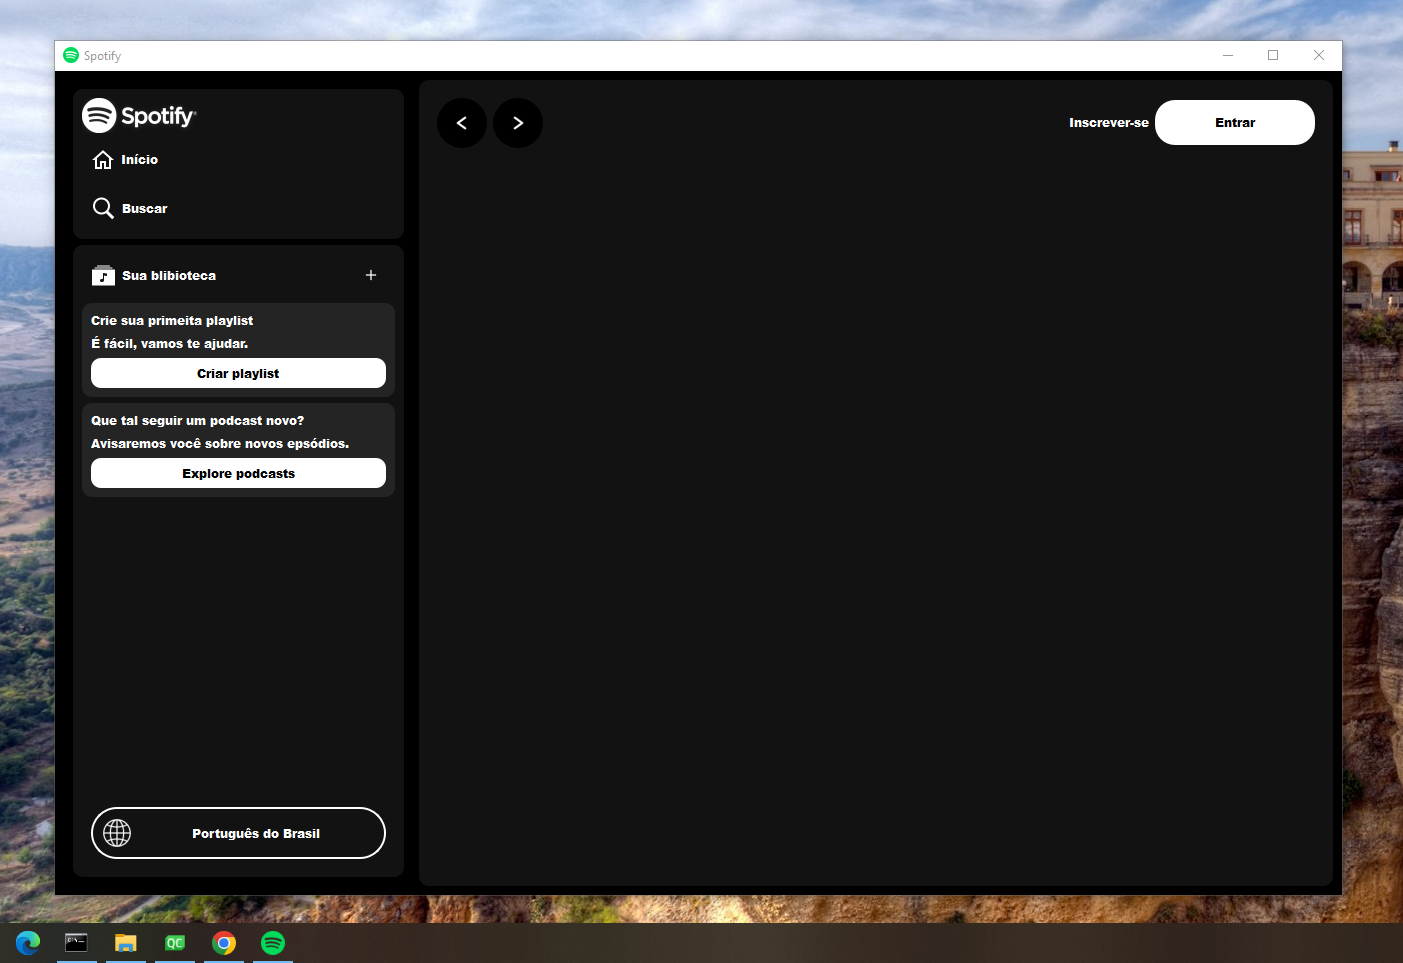 Spotify
Spotify
Início
Buscar
Sua blibioteca
+
Crie sua primeita playlist
É fácil, vamos te ajudar.
Criar playlist
Que tal seguir um podcast novo?
Avisaremos você sobre novos epsódios.
Explore podcasts
Português do Brasil
< >
Inscrever-se Entrar
QC